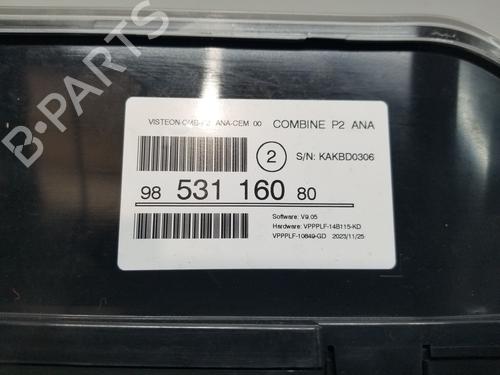 VISTEON-CMB-P2 ANA-CEM 00 COMBINE P2 ANA
2 S/N: KAKBD0306
98 531 160 80
Software: V9.05
Hardware: VPPPLF-14B115-KD
VPPPLF-10849-GD 2023/11/25